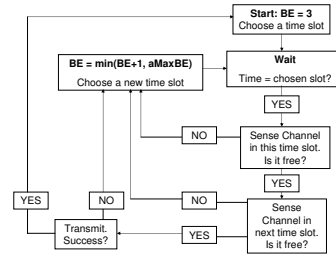 Start: BE = 3
Choose a time slot
BE = min(BE+1, aMaxBE)
Choose a new time slot
Wait
Time = chosen slot?
YES
NO
Sense Channel
in this time slot.
Is it free?
YES
YES
NO
NO
Sense
Channel in
next time slot.
Is it free?
Transmit.
Success?
YES